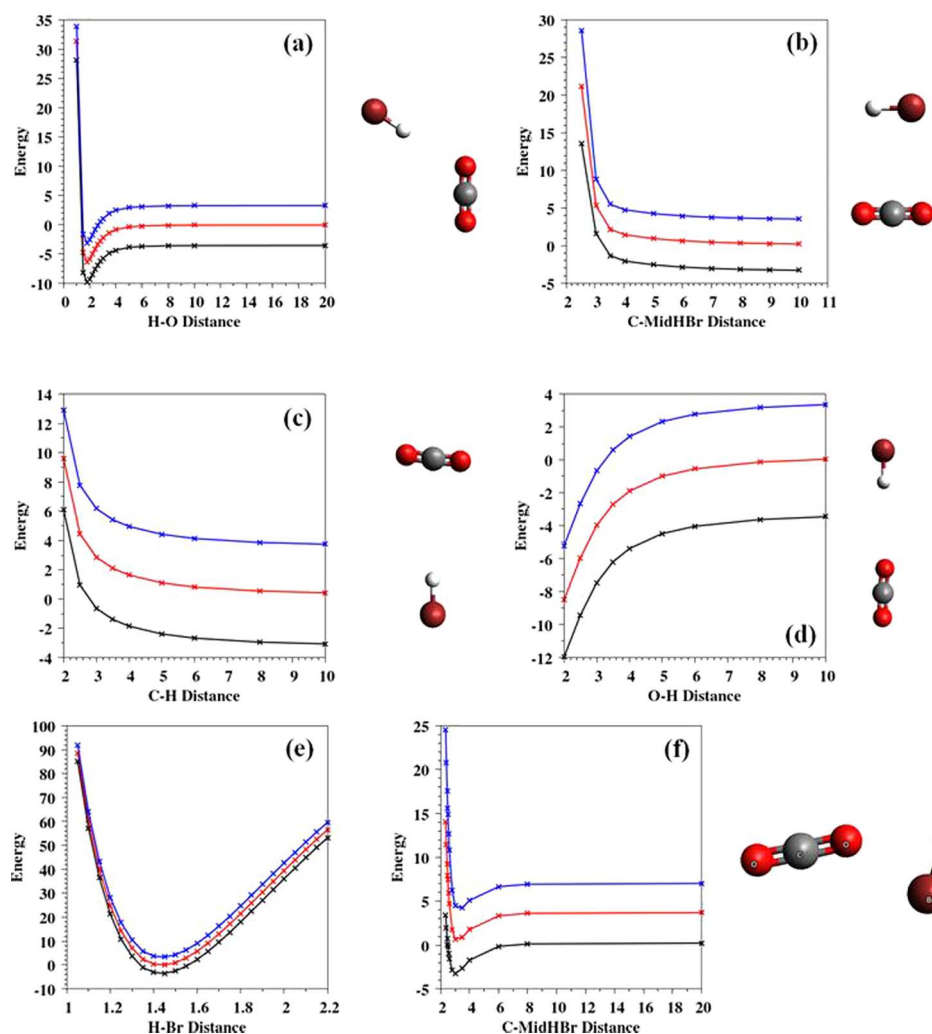 35
30
25
20
15
10
5
0
-5
-10
Energy
(a)
0 2 4 6 8 10 12 14 16 18 20
H-O Distance
30
25
20
15
10
5
0
-5
Energy
(b)
2 3 4 5 6 7 8 9 10 11
C-MidHBr Distance
14
12
10
8
6
4
2
0
-2
-4
Energy
(c)
2 3 4 5 6 7 8 9 10
C-H Distance
4
2
0
-2
-4
-6
-8
-10
-12
Energy
(d)
2 3 4 5 6 7 8 9 10
O-H Distance
100
90
80
70
60
50
40
30
20
10
0
-10
Energy
(e)
1 1.2 1.4 1.6 1.8 2 2.2
H-Br Distance
25
20
15
10
5
0
-5
Energy
(f)
2 4 6 8 10 12 14 16 18 20
C-MidHBr Distance
O C O
B